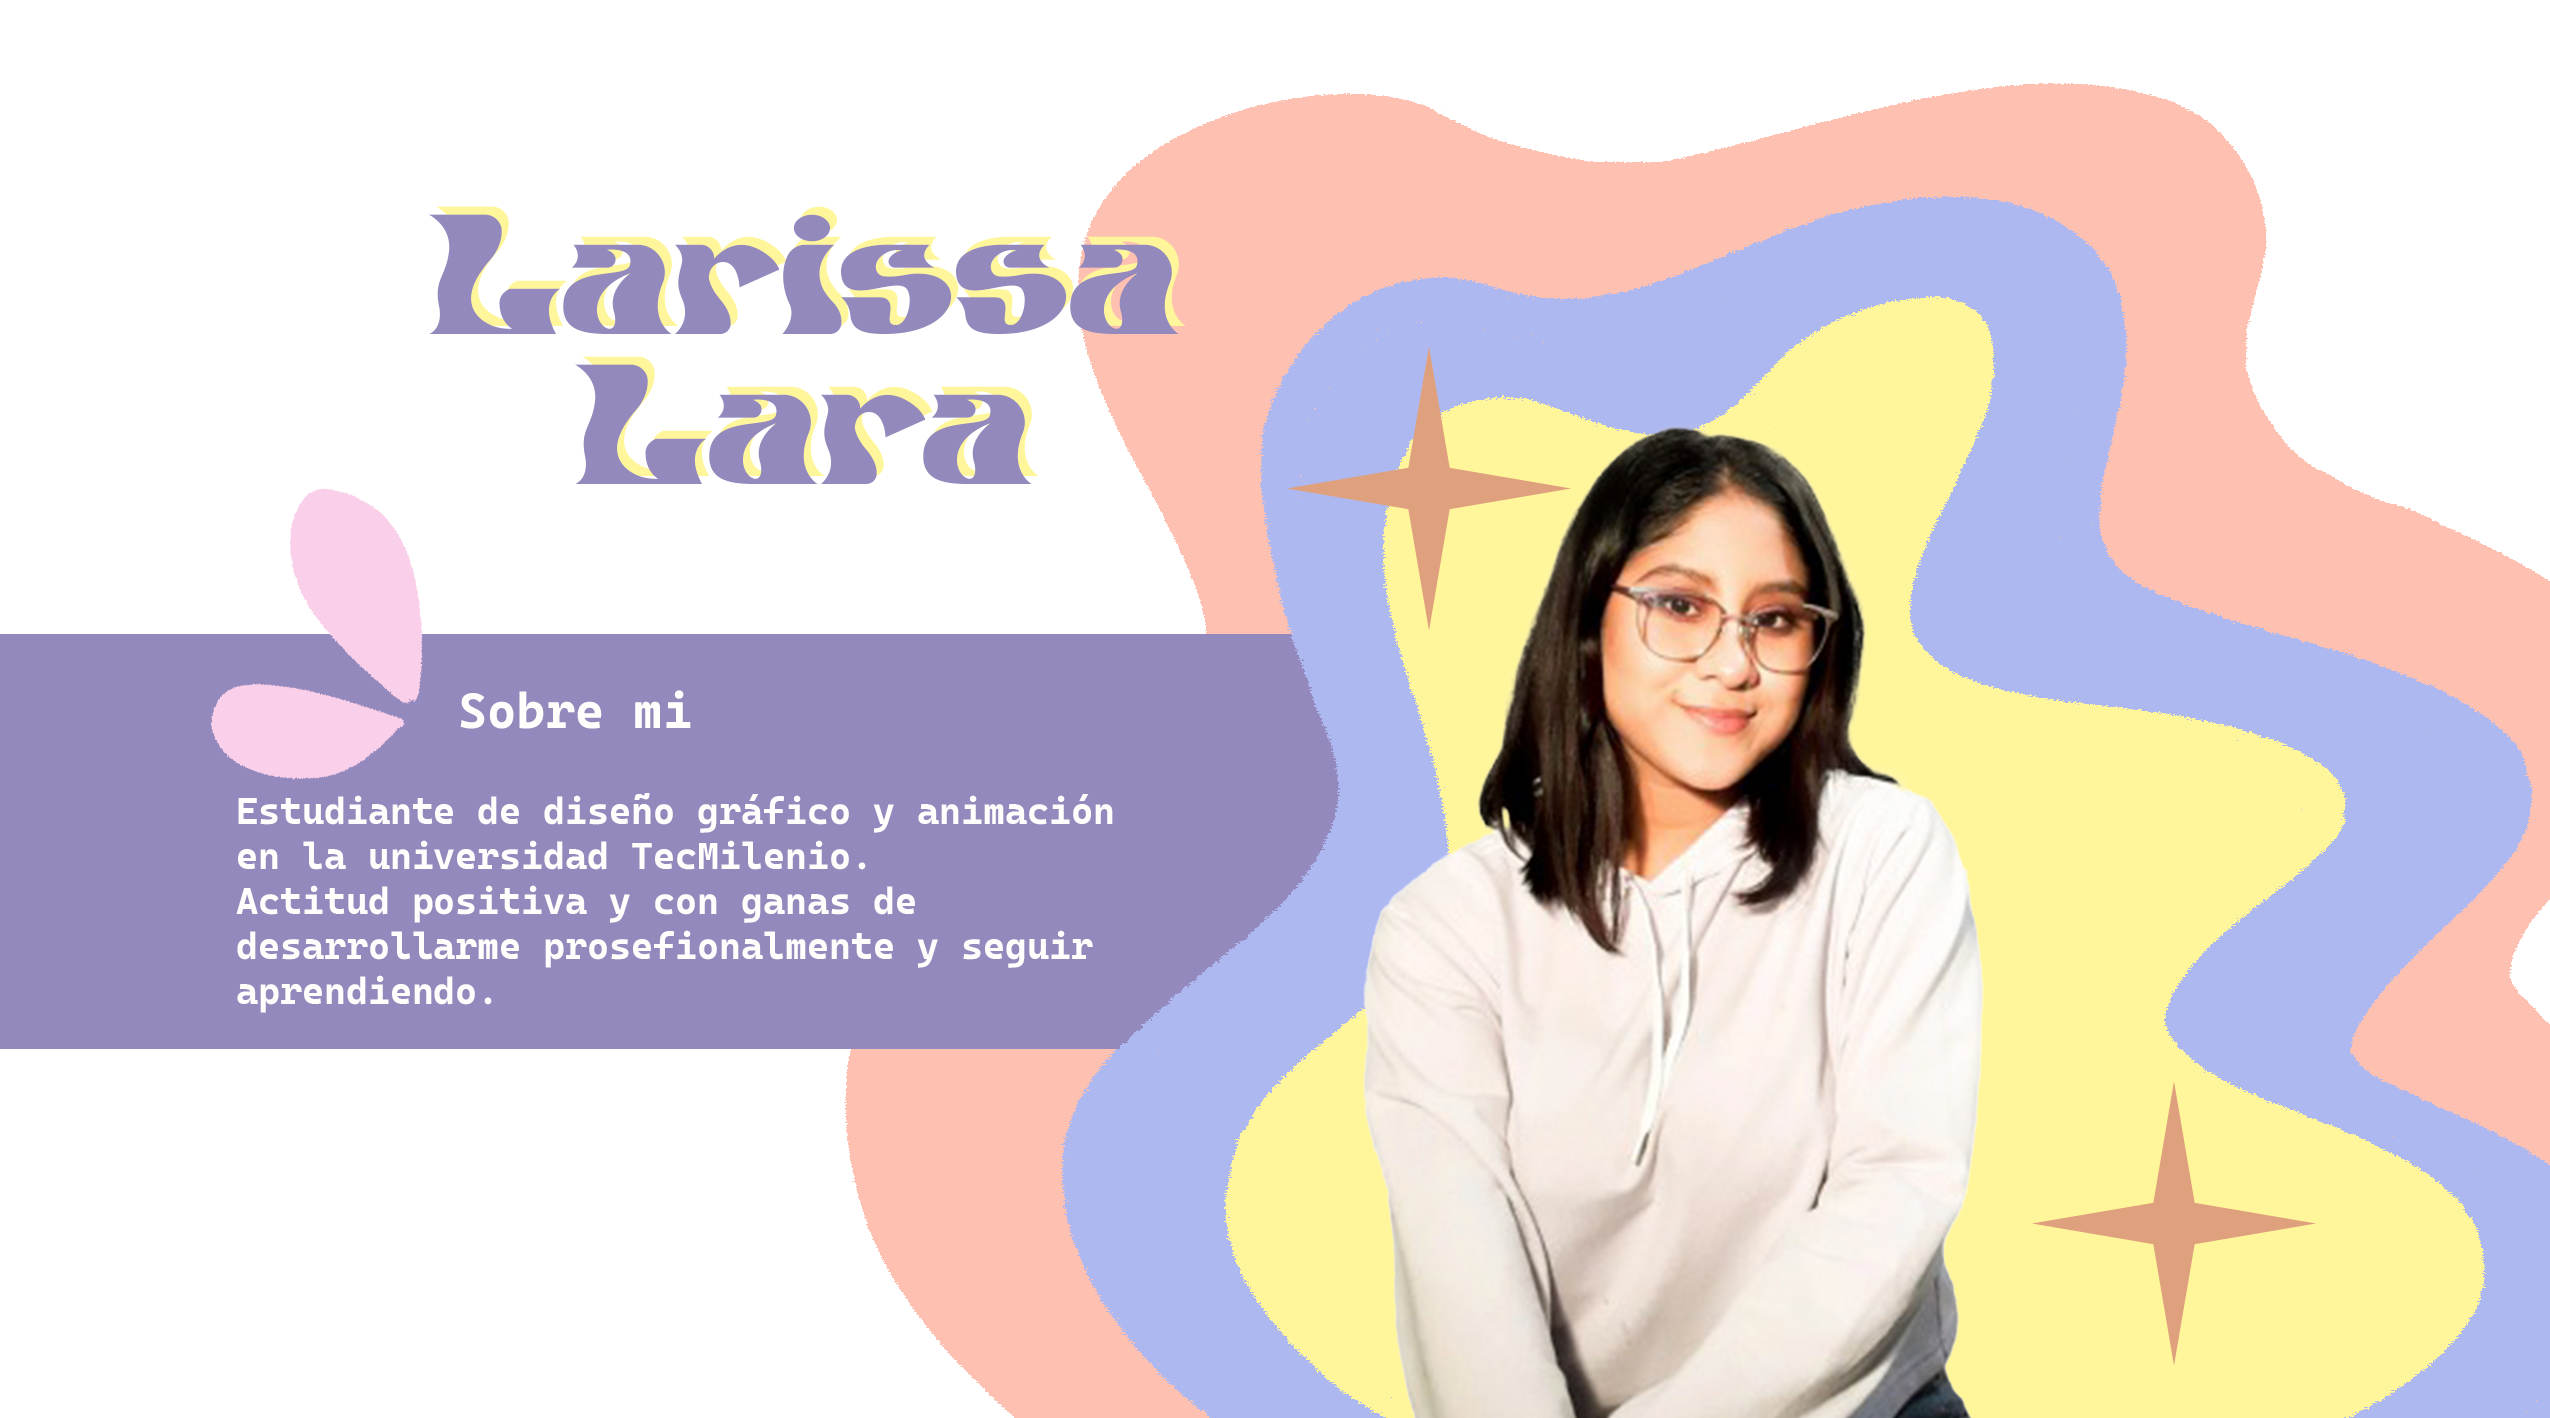 Larissa
Lara
Sobre mi
Estudiante de diseño gráfico y animación
en la universidad TecMilenio.
Actitud positiva y con ganas de
desarrollarme prosefionalmente y seguir
aprendiendo.